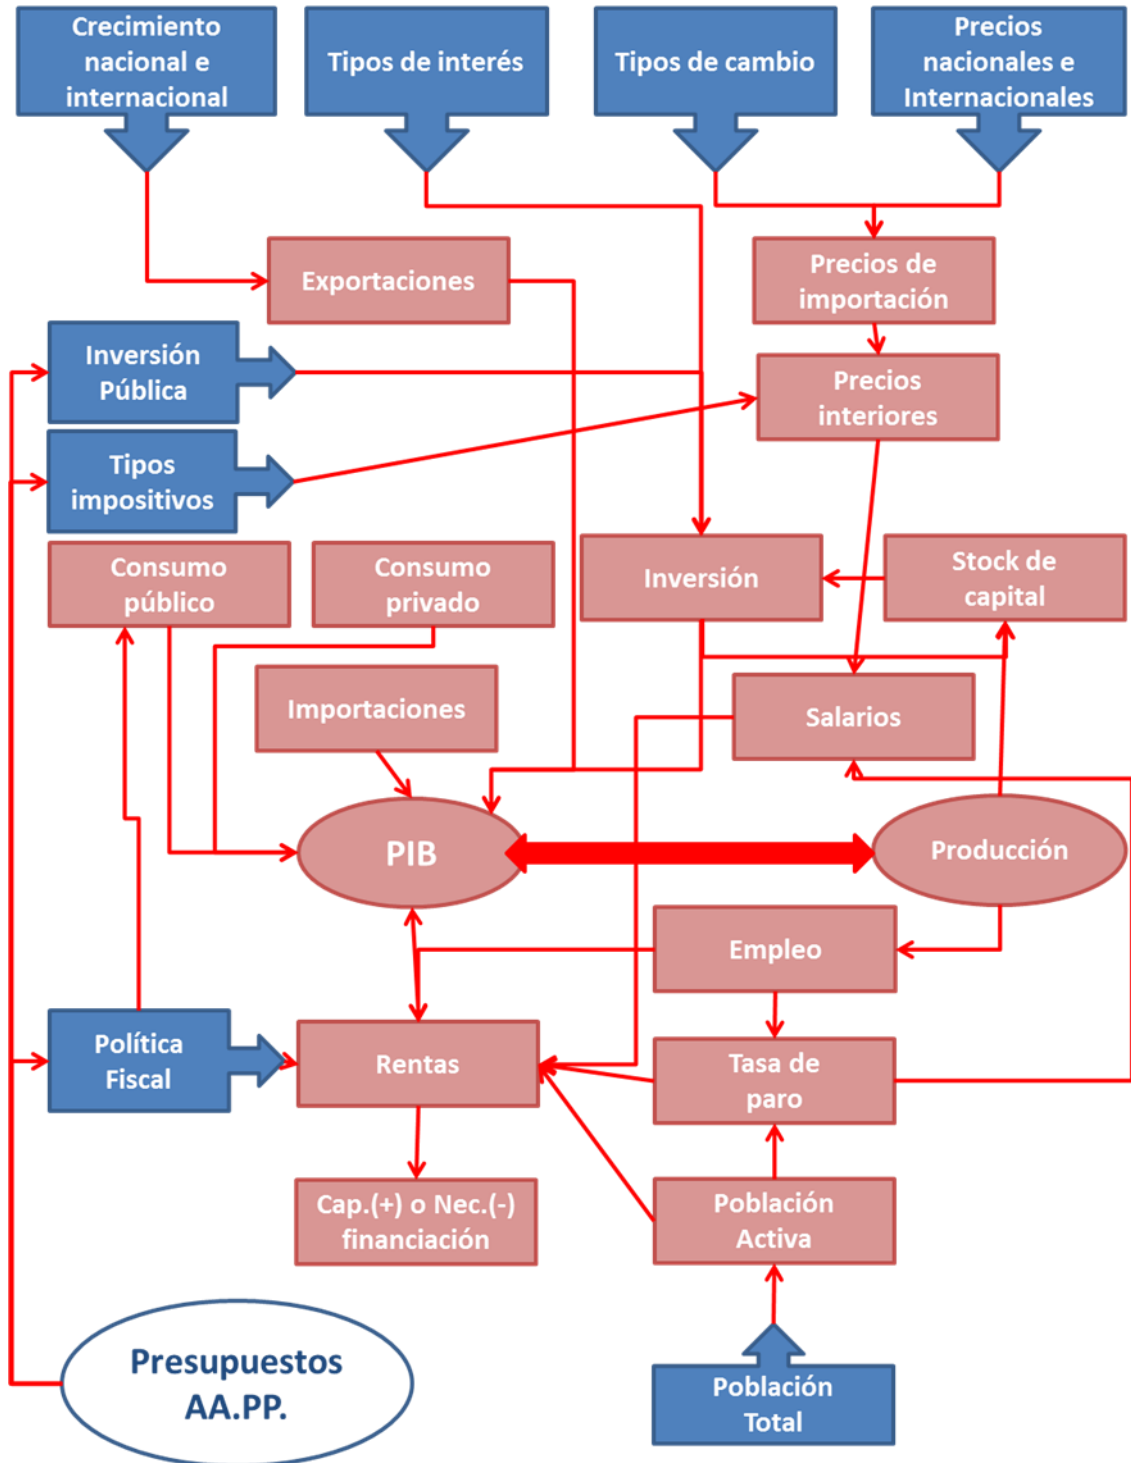 Crecimiento
nacional e
internacional
Tipos de interés
Tipos de cambio
Precios
nacionales e
Internacionales
Exportaciones
Precios de
importación
Inversión
Pública
Precios
interiores
Tipos
impositivos
Consumo
público
Consumo
privado
Inversión
Stock de
capital
Importaciones
Salarios
PIB
Producción
Empleo
Política
Fiscal
Rentas
Tasa de
paro
Cap.(+) o Nec.(-)
financiación
Población
Activa
Presupuestos
AA.PP.
Población
Total